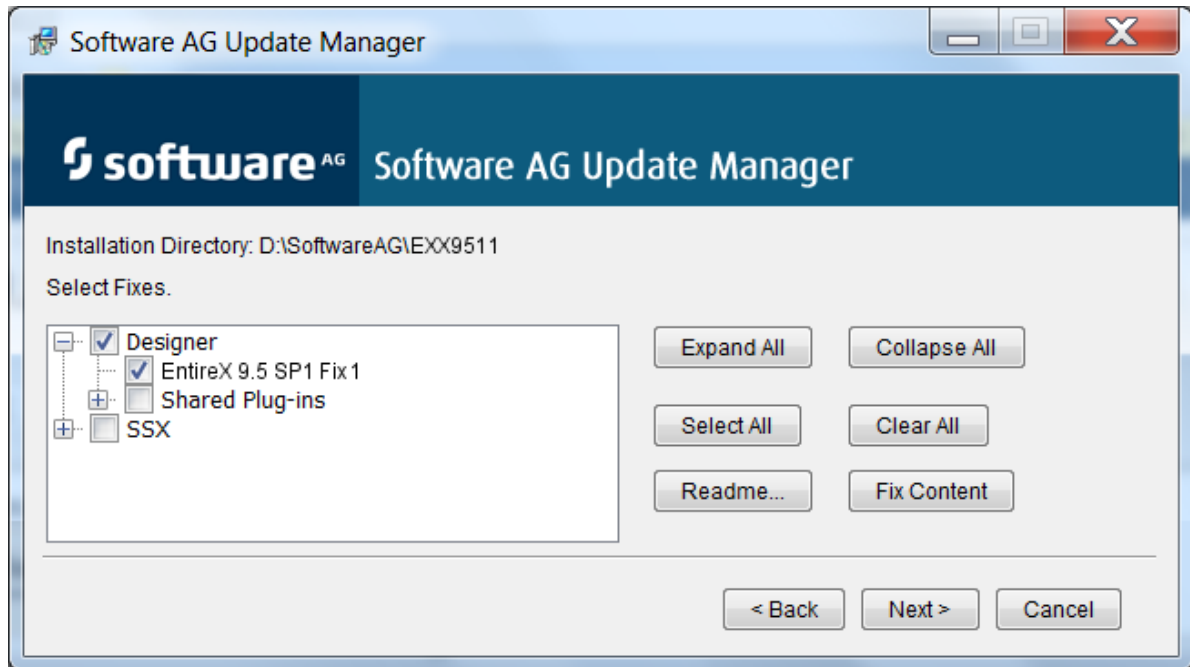 Software AG Update Manager
software AG Software AG Update Manager
Installation Directory: D:\SoftwareAG\EXX9511
Select Fixes.
Designer
EntireX 9.5 SP1 Fix1
Shared Plug-ins
SSX
Expand All Collapse All
Select All Clear All
Readme... Fix Content
< Back Next > Cancel